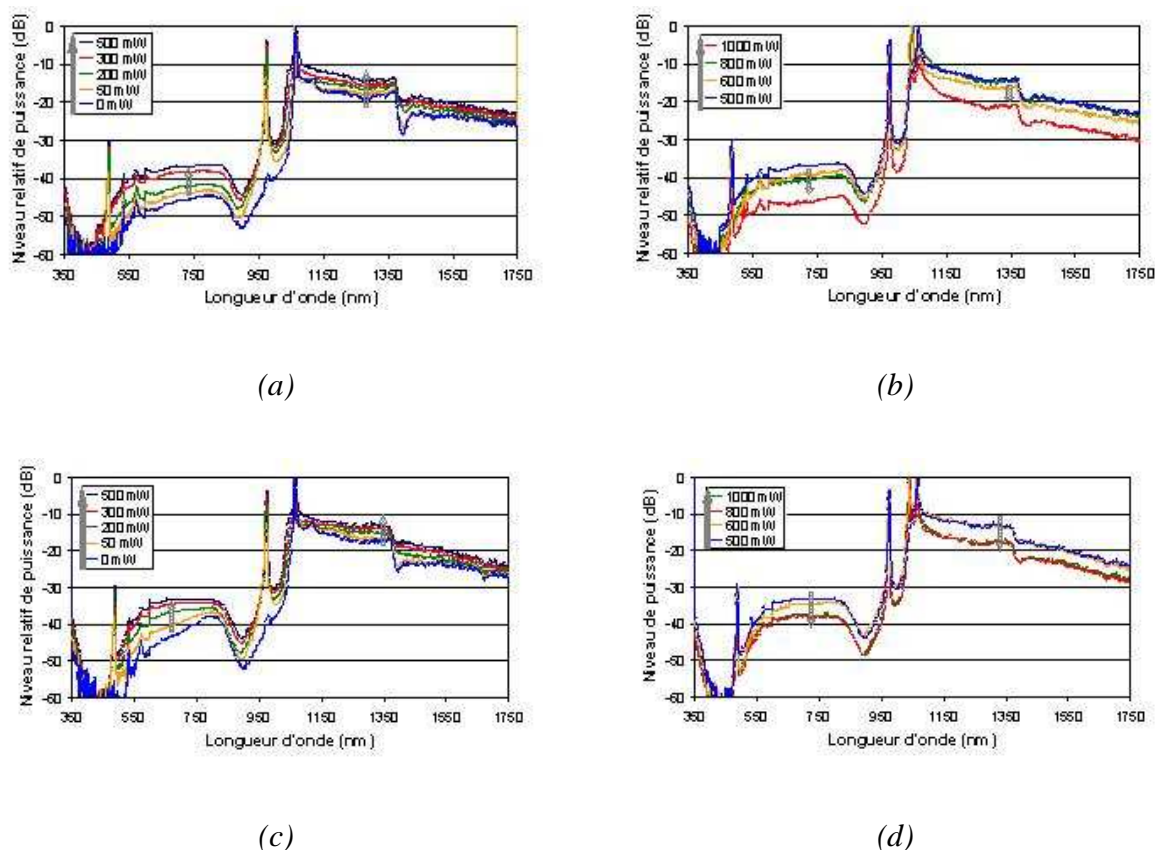 Niveau relatif de puissance (dB)
0
-10
-20
-30
-40
-50
-60
500 mW
300 mW
200 mW
50 mW
0 mW
350 550 750 950 1150 1350 1550 1750
Longueur d'onde (nm)
(a)
Niveau relatif de puissance (dB)
0
-10
-20
-30
-40
-50
-60
1000 mW
800 mW
600 mW
500 mW
350 550 750 950 1150 1350 1550 1750
Longueur d'onde (nm)
(b)
Niveau relatif de puissance (dB)
0
-10
-20
-30
-40
-50
-60
500 mW
300 mW
200 mW
50 mW
0 mW
350 550 750 950 1150 1350 1550 1750
Longueur d'onde (nm)
(c)
Niveau de puissance (dB)
0
-10
-20
-30
-40
-50
-60
1000 mW
800 mW
600 mW
500 mW
350 550 750 950 1150 1350 1550 1750
Longueur d'onde (nm)
(d)